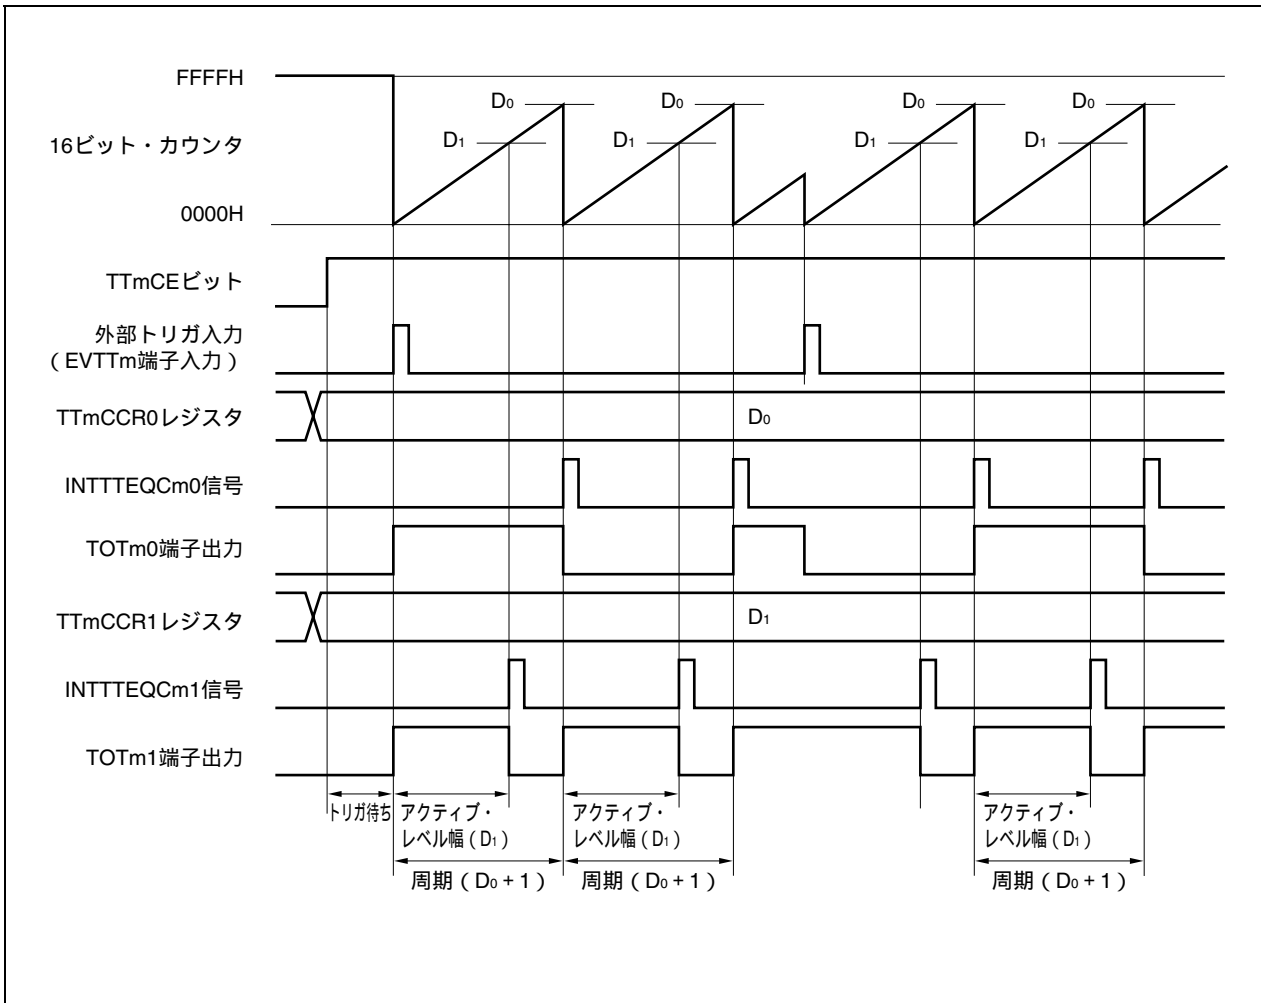 FFFFH
D0 D0 D0 D0
16ビット・カウンタ
D1 D1 D1 D1
0000H
TTmCEビット
外部トリガ入力
（EVTTm端子入力）
TTmCCR0レジスタ
D0
INTTTEQCm0信号
TOTm0端子出力
TTmCCR1レジスタ
D1
INTTTEQCm1信号
TOTm1端子出力
トリガ待ち
アクティブ・
レベル幅（D1）
アクティブ・
レベル幅（D1）
アクティブ・
レベル幅（D1）
周期（D0+1）
周期（D0+1）
周期（D0+1）